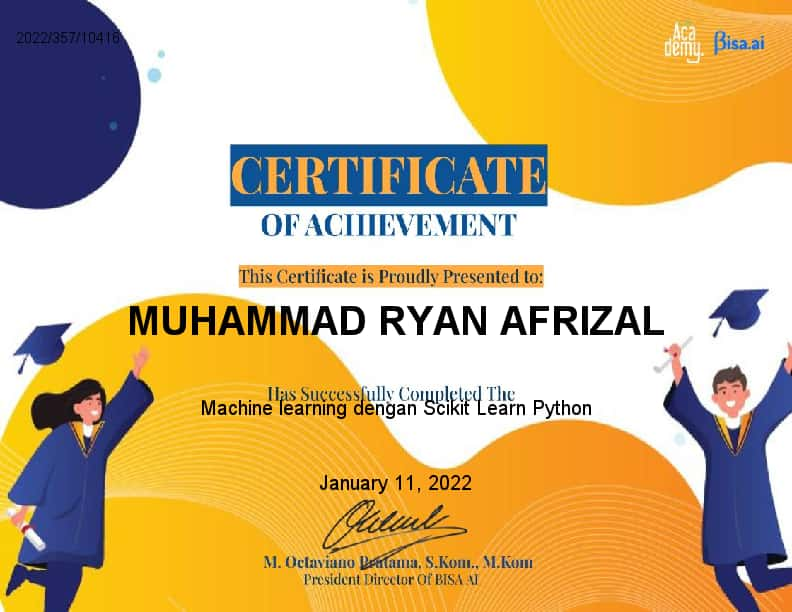 2022/357/10416
Aca
demy.
Bisa.ai
CERTIFICATE
OF ACHIEVEMENT
This Certificate is Proudly Presented to:
MUHAMMAD RYAN AFRIZAL
Has Successfully Completed The
Machine learning dengan Scikit Learn Python
January 11, 2022
M. Octaviano Pratama, S.Kom., M.Kom
President Director Of BISA AI